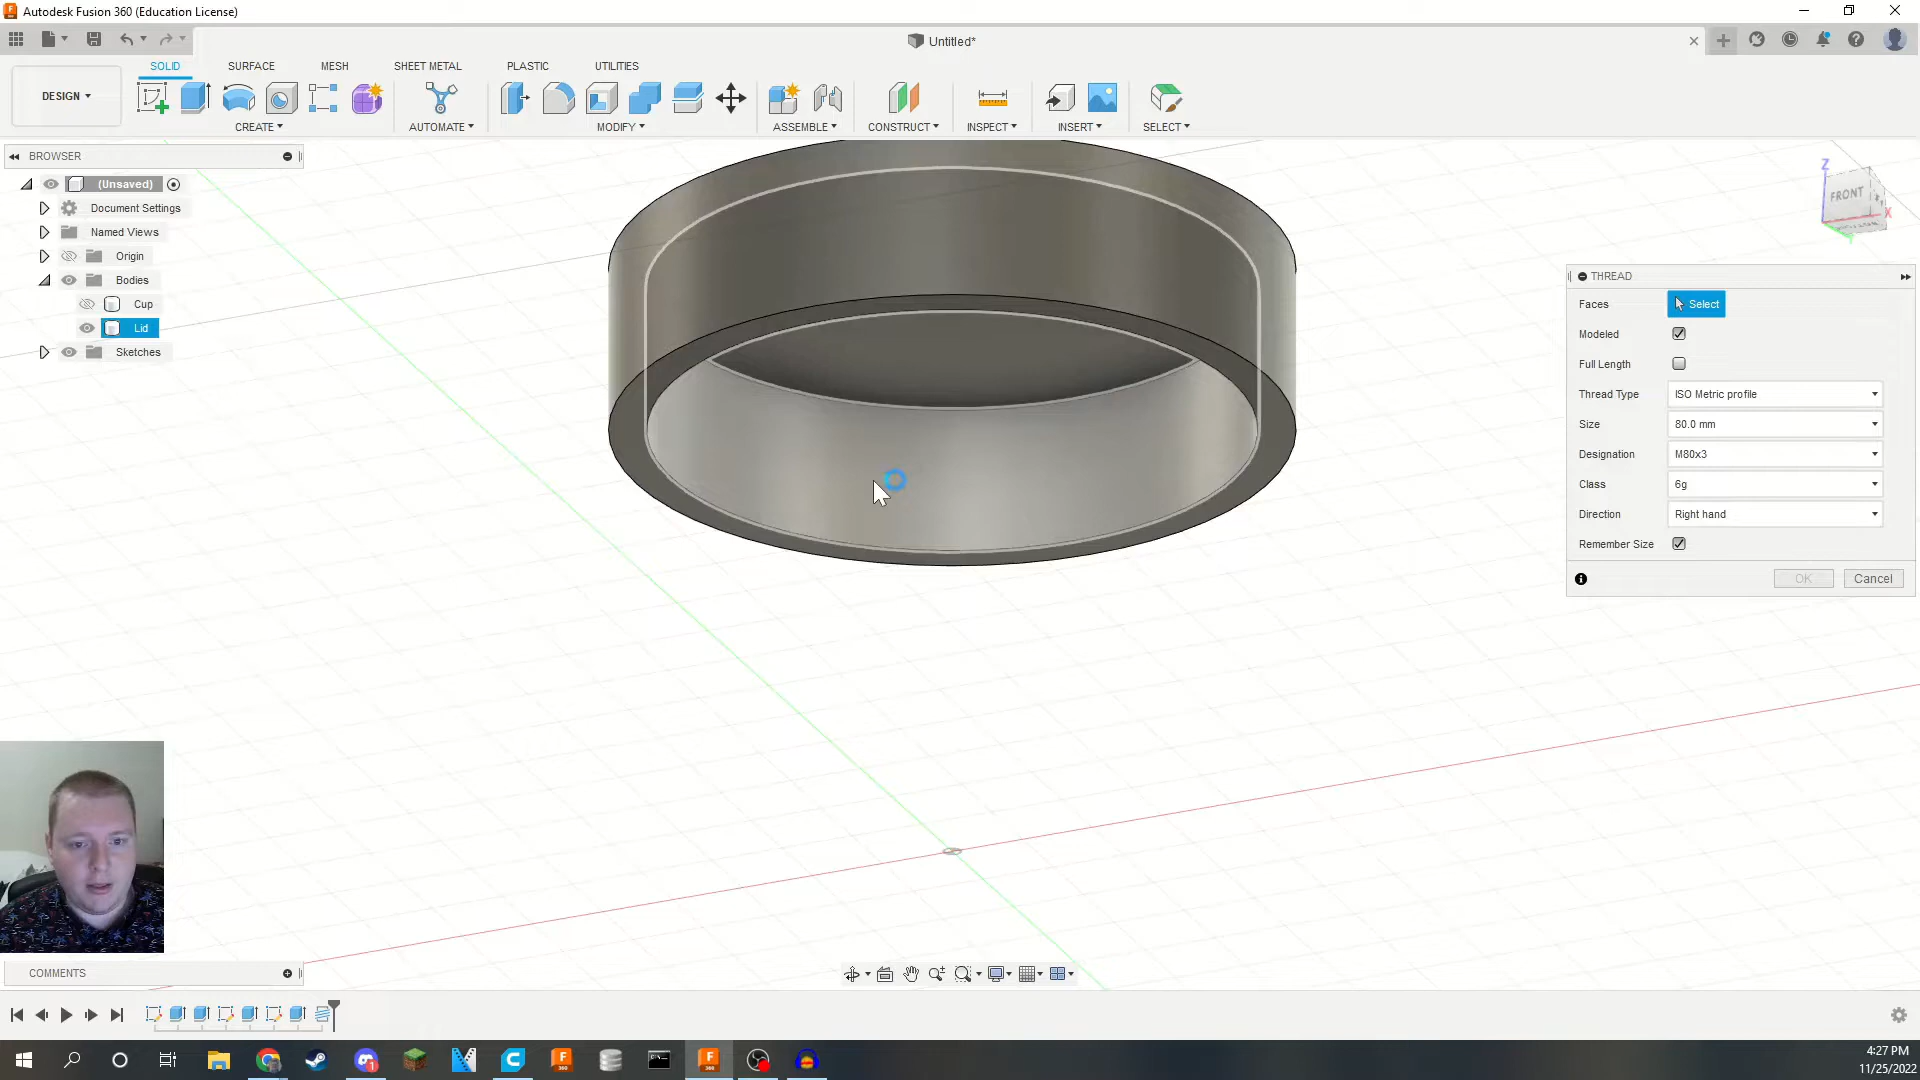 Autodesk Fusion 360 (Education License)
Untitled*
SOLID SURFACE MESH SHEET METAL PLASTIC UTILITIES
DESIGN
CREATE AUTOMATE MODIFY ASSEMBLE CONSTRUCT INSPECT INSERT SELECT
BROWSER
(Unsaved)
Document Settings
Named Views
Origin
Bodies
Cup
Lid
Sketches
Z
FRONT
X
THREAD
Faces Select
Modeled
Full Length
Thread Type ISO Metric profile
Size 80.0 mm
Designation M80x3
Class 6g
Direction Right hand
Remember Size
OK Cancel
COMMENTS
4:27 PM
11/25/2022